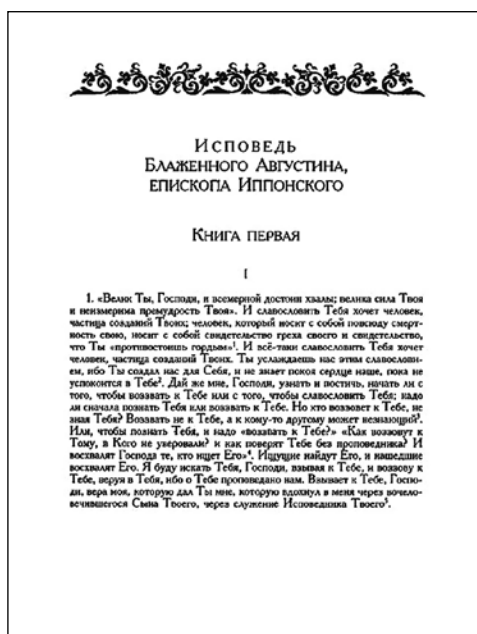 Исповедь
Блаженного Августина,
епископа Иппонского
Книга первая
I
1. «Велик Ты, Господи, и всемерной достоин хвалы; велика сила Твоя
и неизмерима премудрость Твоя». И славословить Тебя хочет человек,
частица созданий Твоих; человек, который носит с собой повсюду смерт-
ность свою, носит с собой свидетельство греха своего и свидетельство,
что Ты «противостоишь гордым»¹. И всё-таки славословить Тебя хочет
человек, частица созданий Твоих. Ты услаждаешь нас этим славослови-
ем, ибо Ты создал нас для Себя, и не знает покоя сердце наше, пока не
успокоится в Тебе². Дай же мне, Господи, узнать и постичь, начать ли с
того, чтобы воззвать к Тебе или с того, чтобы славословить Тебя; надо
ли сначала познать Тебя или воззвать к Тебе. Но кто воззовет к Тебе, не
зная Тебя? Воззвать не к Тебе, а к кому-то другому может незнающий³.
Или, чтобы познать Тебя, и надо «воззвать к Тебе?» «Как воззовут к
Тому, в Кого не уверовали? и как поверят Тебе без проповедника? И
восхвалят Господа те, кто ищет Его»⁴. Ищущие найдут Его, и нашедшие
восхвалят Его. Я буду искать Тебя, Господи, взывая к Тебе, и воззову к
Тебе, веруя в Тебя, ибо о Тебе проповедано нам. Взывает к Тебе, Госпо-
ди, вера моя, которую дал Ты мне, которую вдохнул в меня через вочело-
вечившегося Сына Твоего, через служение Исповедника Твоего⁵.